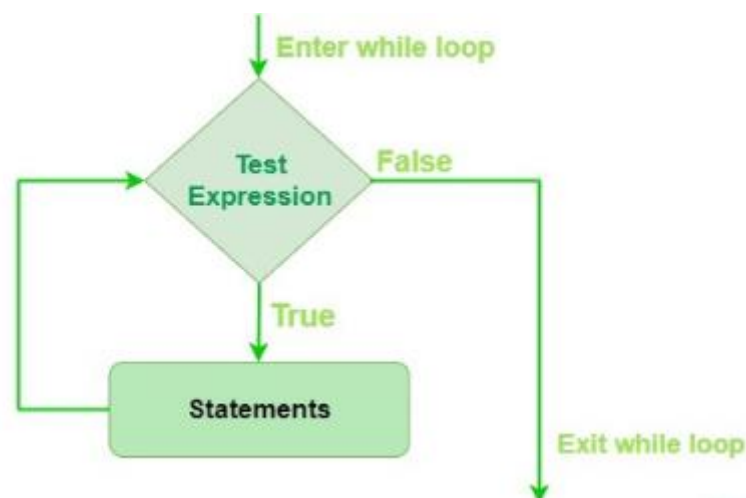 Enter while loop
Test
Expression
False
True
Statements
Exit while loop